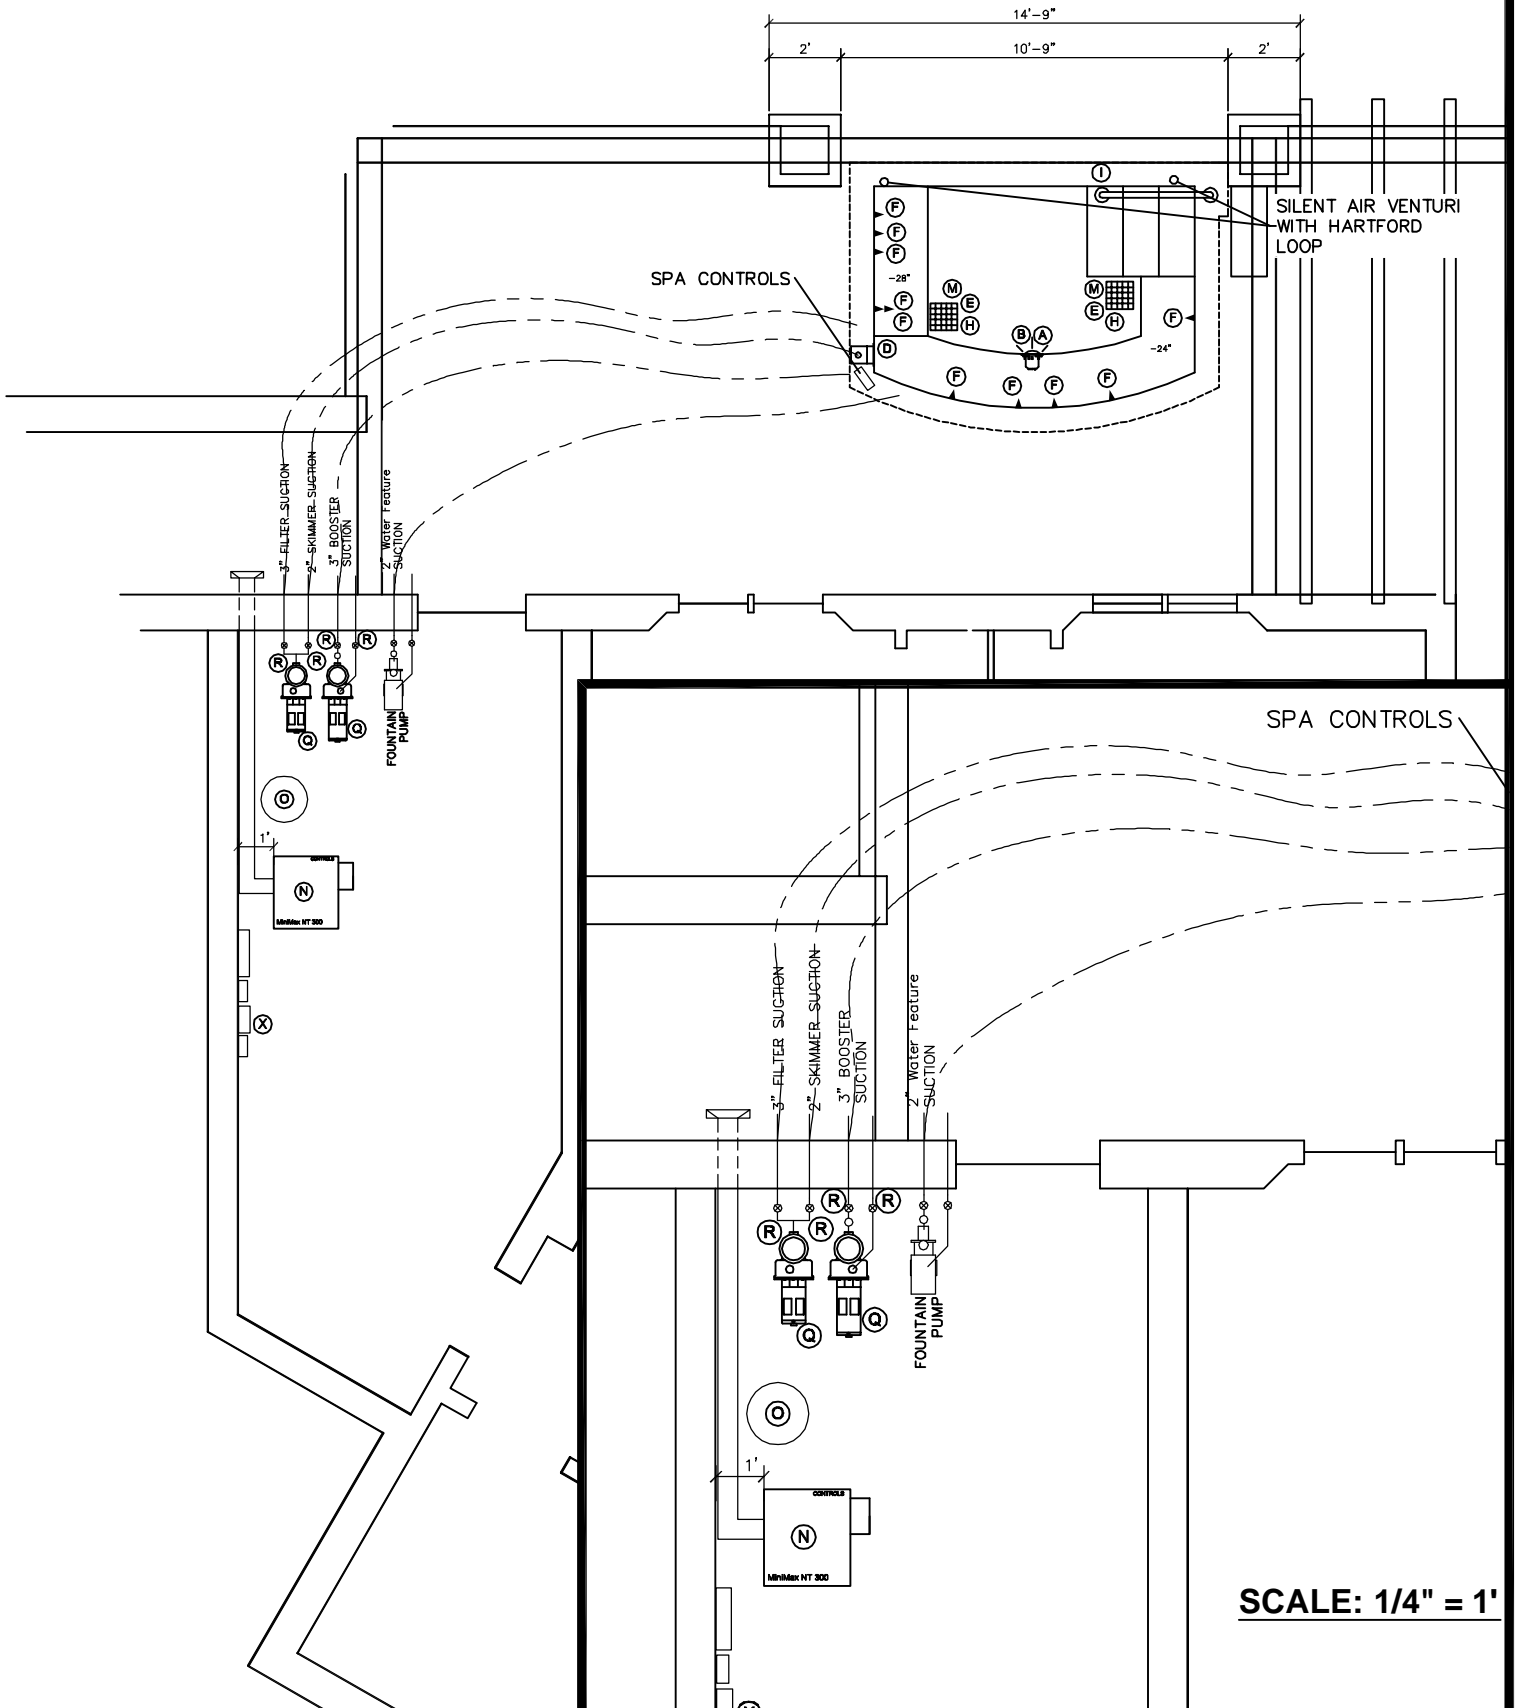 14'-9"
2'
10'-9"
2'
I
SILENT AIR VENTURI
WITH HARTFORD
LOOP
F
F
F
-28"
SPA CONTROLS
M
E
H
F
F
M
E
H
F
B A
D
-24"
F
F
F
F
3" FILTER SUCTION
2" SKIMMER SUCTION
3" BOOSTER
SUCTION
2" Water Feature
SUCTION
R
R
R
R
Q
Q
FOUNTAIN
PUMP
O
1'
CONTROLS
N
MiniMax NT 300
X
SPA CONTROLS
3" FILTER SUCTION
2" SKIMMER SUCTION
3" BOOSTER
SUCTION
2" Water Feature
SUCTION
R
R
R
R
Q
Q
FOUNTAIN
PUMP
O
1'
CONTROLS
N
MiniMax NT 300
SCALE: 1/4" = 1'